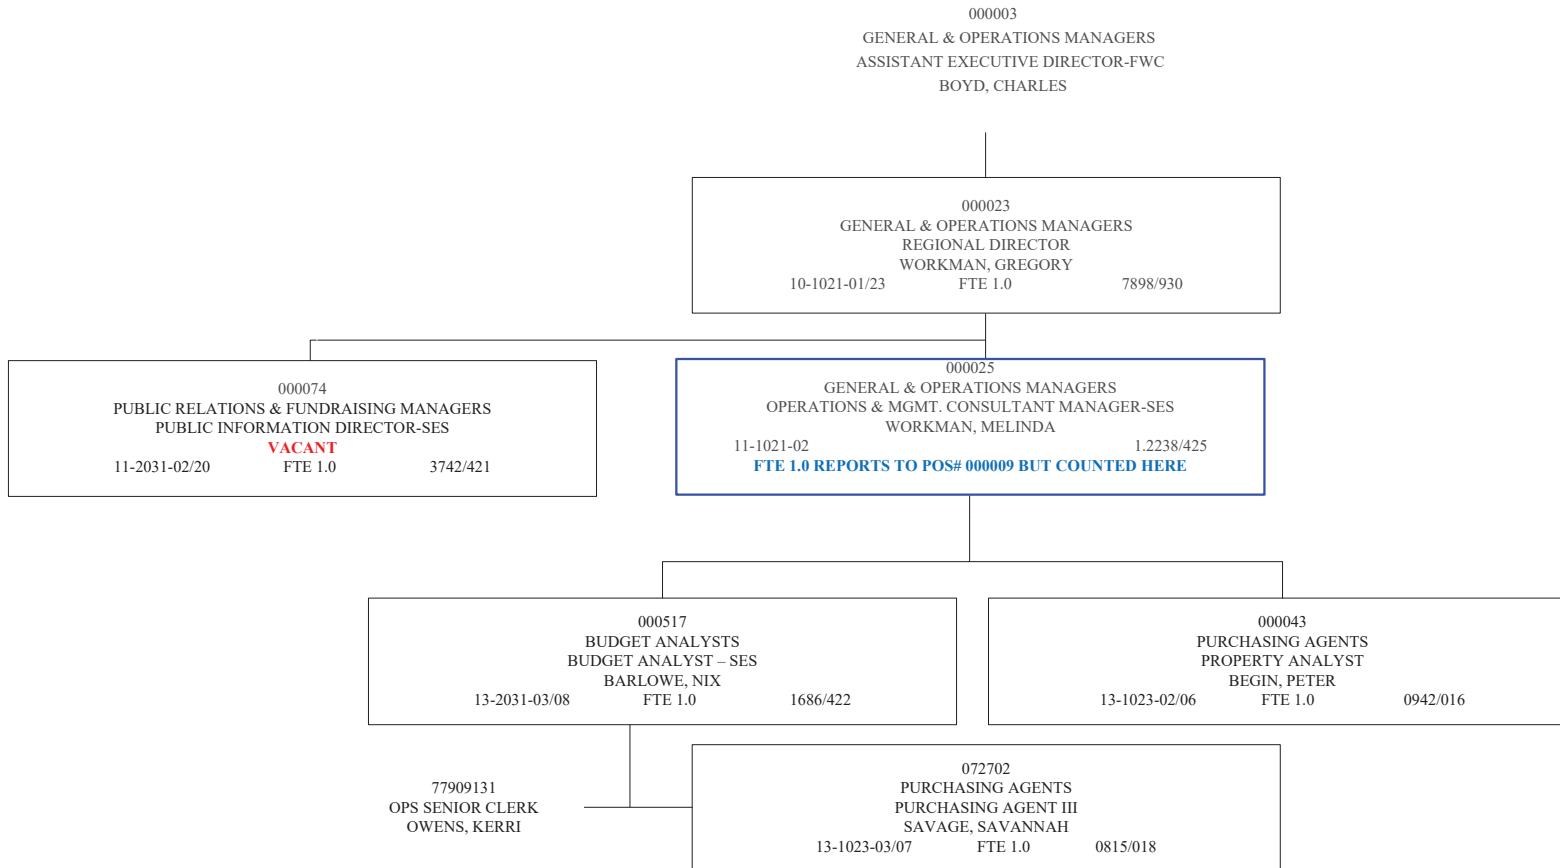 000003
GENERAL & OPERATIONS MANAGERS
ASSISTANT EXECUTIVE DIRECTOR-FWC
BOYD, CHARLES
000023
GENERAL & OPERATIONS MANAGERS
REGIONAL DIRECTOR
WORKMAN, GREGORY
10-1021-01/23 FTE 1.0 7898/930
000074
PUBLIC RELATIONS & FUNDRAISING MANAGERS
PUBLIC INFORMATION DIRECTOR-SES
VACANT
11-2031-02/20 FTE 1.0 3742/421
000025
GENERAL & OPERATIONS MANAGERS
OPERATIONS & MGMT. CONSULTANT MANAGER-SES
WORKMAN, MELINDA
11-1021-02 1.2238/425
FTE 1.0 REPORTS TO POS# 000009 BUT COUNTED HERE
000517
BUDGET ANALYSTS
BUDGET ANALYST – SES
BARLOWE, NIX
13-2031-03/08 FTE 1.0 1686/422
000043
PURCHASING AGENTS
PROPERTY ANALYST
BEGIN, PETER
13-1023-02/06 FTE 1.0 0942/016
77909131
OPS SENIOR CLERK
OWENS, KERRI
072702
PURCHASING AGENTS
PURCHASING AGENT III
SAVAGE, SAVANNAH
13-1023-03/07 FTE 1.0 0815/018